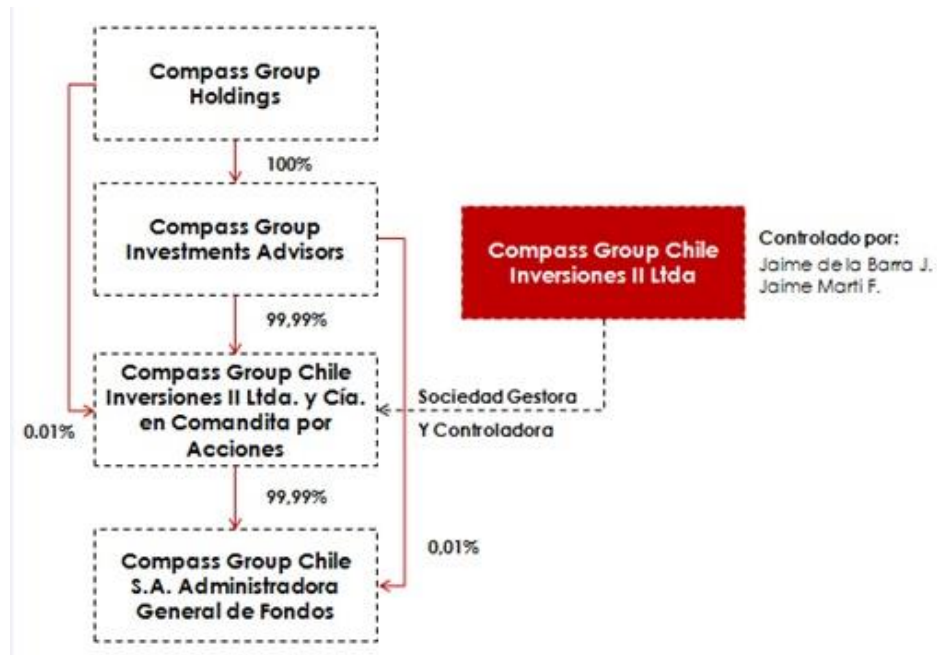 Compass Group
Holdings
100%
Compass Group
Investments Advisors
Compass Group Chile
Inversiones II Ltda
Controlado por:
Jaime de la Barra J.
Jaime Marti F.
99,99%
Compass Group Chile
Inversiones II Ltda. y Cía.
en Comandita por
Acciones
Sociedad Gestora
Y Controladora
0.01%
99,99%
0,01%
Compass Group Chile
S.A. Administradora
General de Fondos